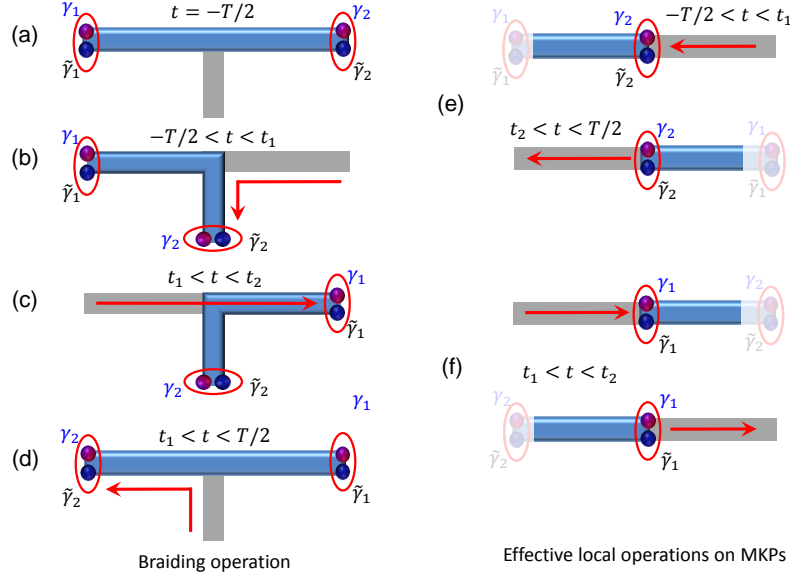 (a)
γ₁
t = −T/2
γ₂
γ̃₁
γ̃₂
(b)
γ₁
−T/2 < t < t₁
γ̃₁
γ₂
γ̃₂
(c)
t₁ < t < t₂
γ₁
γ̃₁
γ₂
γ̃₂
(d)
γ₂
t₁ < t < T/2
γ₁
γ̃₂
γ̃₁
Braiding operation
(e)
γ₁
γ₂
−T/2 < t < t₁
γ̃₁
γ̃₂
t₂ < t < T/2
γ₂
γ₁
γ̃₂
γ̃₁
(f)
γ₁
γ₂
γ̃₁
γ̃₂
t₁ < t < t₂
γ₂
γ₁
γ̃₂
γ̃₁
Effective local operations on MKPs